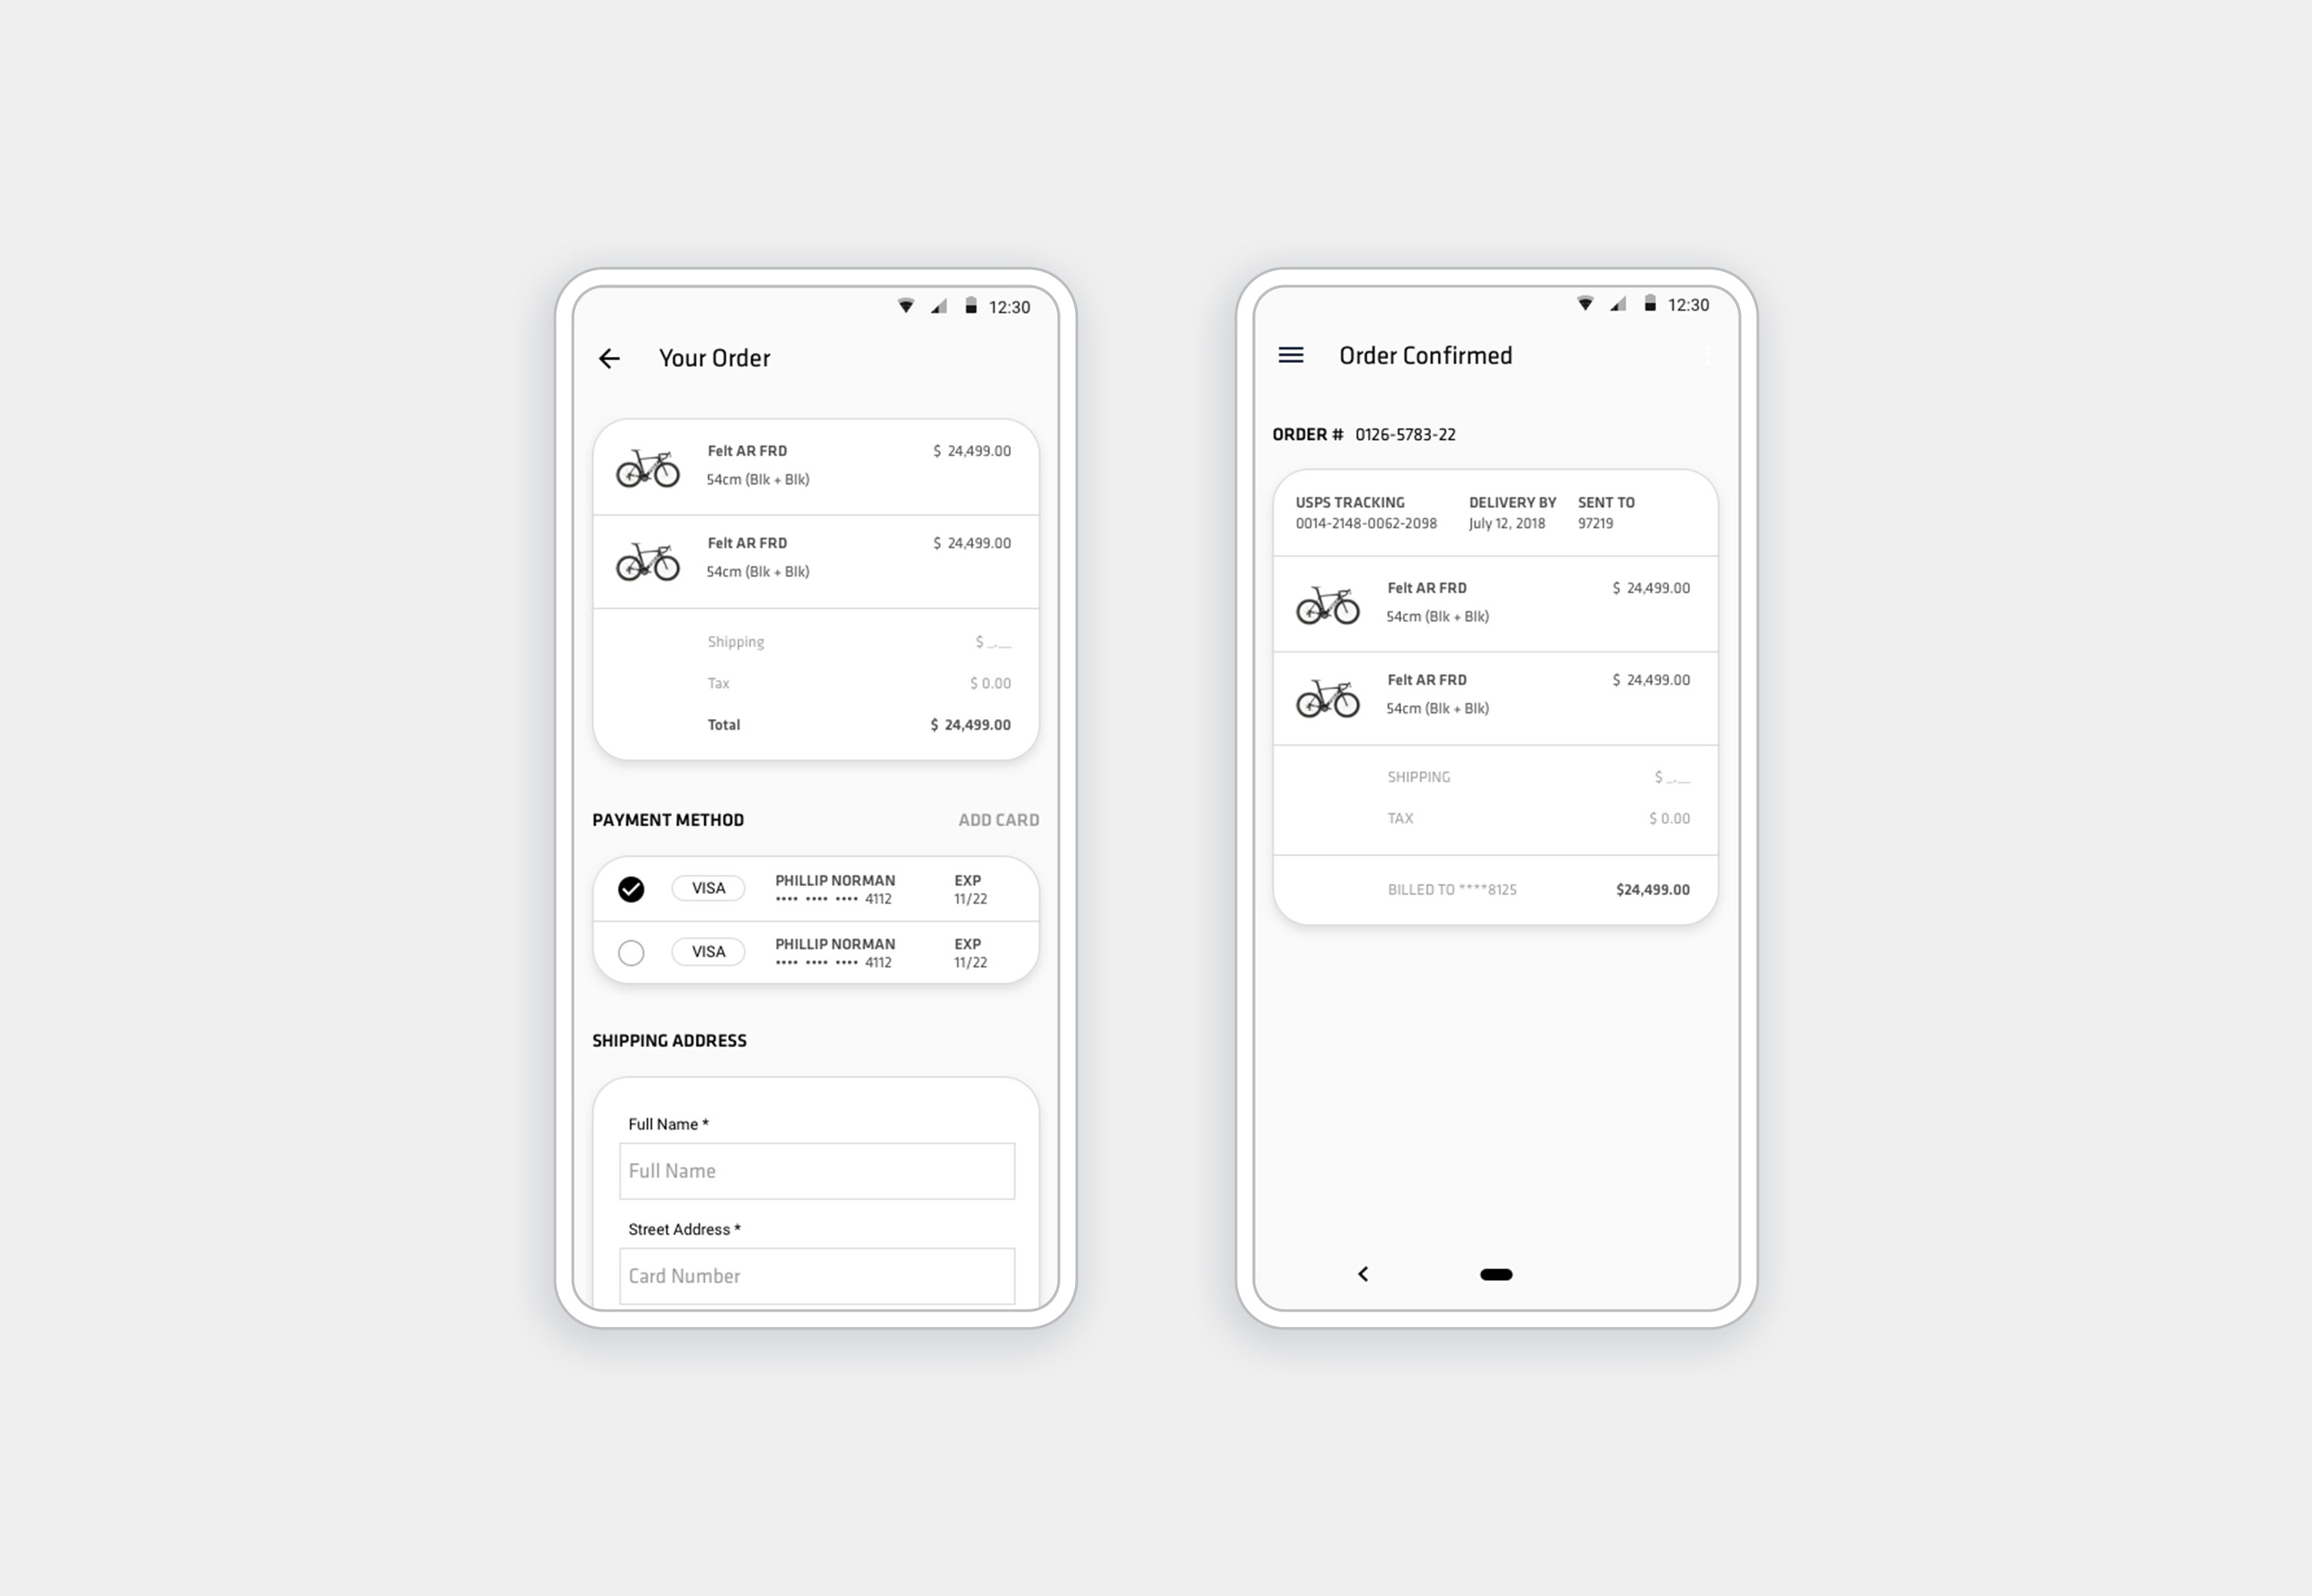 12:30
Your Order
Felt AR FRD $ 24,499.00
54cm (Blk + Blk)
Felt AR FRD $ 24,499.00
54cm (Blk + Blk)
Shipping $ _.__
Tax $ 0.00
Total $ 24,499.00
PAYMENT METHOD ADD CARD
VISA PHILLIP NORMAN EXP
•••• •••• •••• 4112 11/22
VISA PHILLIP NORMAN EXP
•••• •••• •••• 4112 11/22
SHIPPING ADDRESS
Full Name *
Full Name
Street Address *
Card Number
12:30
Order Confirmed
ORDER # 0126-5783-22
USPS TRACKING DELIVERY BY SENT TO
0014-2148-0062-2098 July 12, 2018 97219
Felt AR FRD $ 24,499.00
54cm (Blk + Blk)
Felt AR FRD $ 24,499.00
54cm (Blk + Blk)
SHIPPING $ _.__
TAX $ 0.00
BILLED TO ****8125 $24,499.00